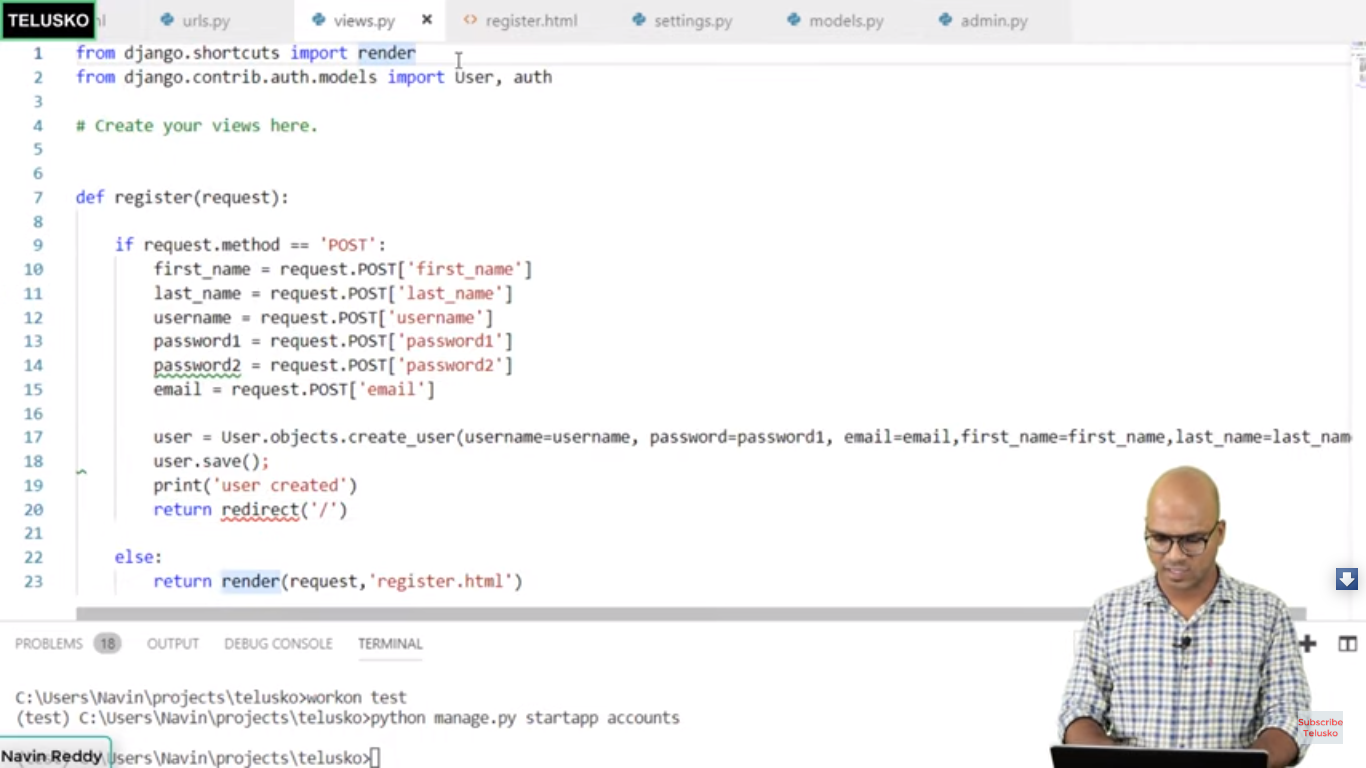 TELUSKO
urls.py
views.py
register.html
settings.py
models.py
admin.py
1 from django.shortcuts import render
2 from django.contrib.auth.models import User, auth
3
4 # Create your views here.
5
6
7 def register(request):
8
9 if request.method == 'POST':
10 first_name = request.POST['first_name']
11 last_name = request.POST['last_name']
12 username = request.POST['username']
13 password1 = request.POST['password1']
14 password2 = request.POST['password2']
15 email = request.POST['email']
16
17 user = User.objects.create_user(username=username, password=password1, email=email,first_name=first_name,last_name=last_nam
18 user.save();
19 print('user created')
20 return redirect('/')
21
22 else:
23 return render(request,'register.html')
PROBLEMS 18 OUTPUT DEBUG CONSOLE TERMINAL
C:\Users\Navin\projects\telusko>workon test
(test) C:\Users\Navin\projects\telusko>python manage.py startapp accounts
Users\Navin\projects\telusko>
Navin Reddy
Subscribe
Telusko